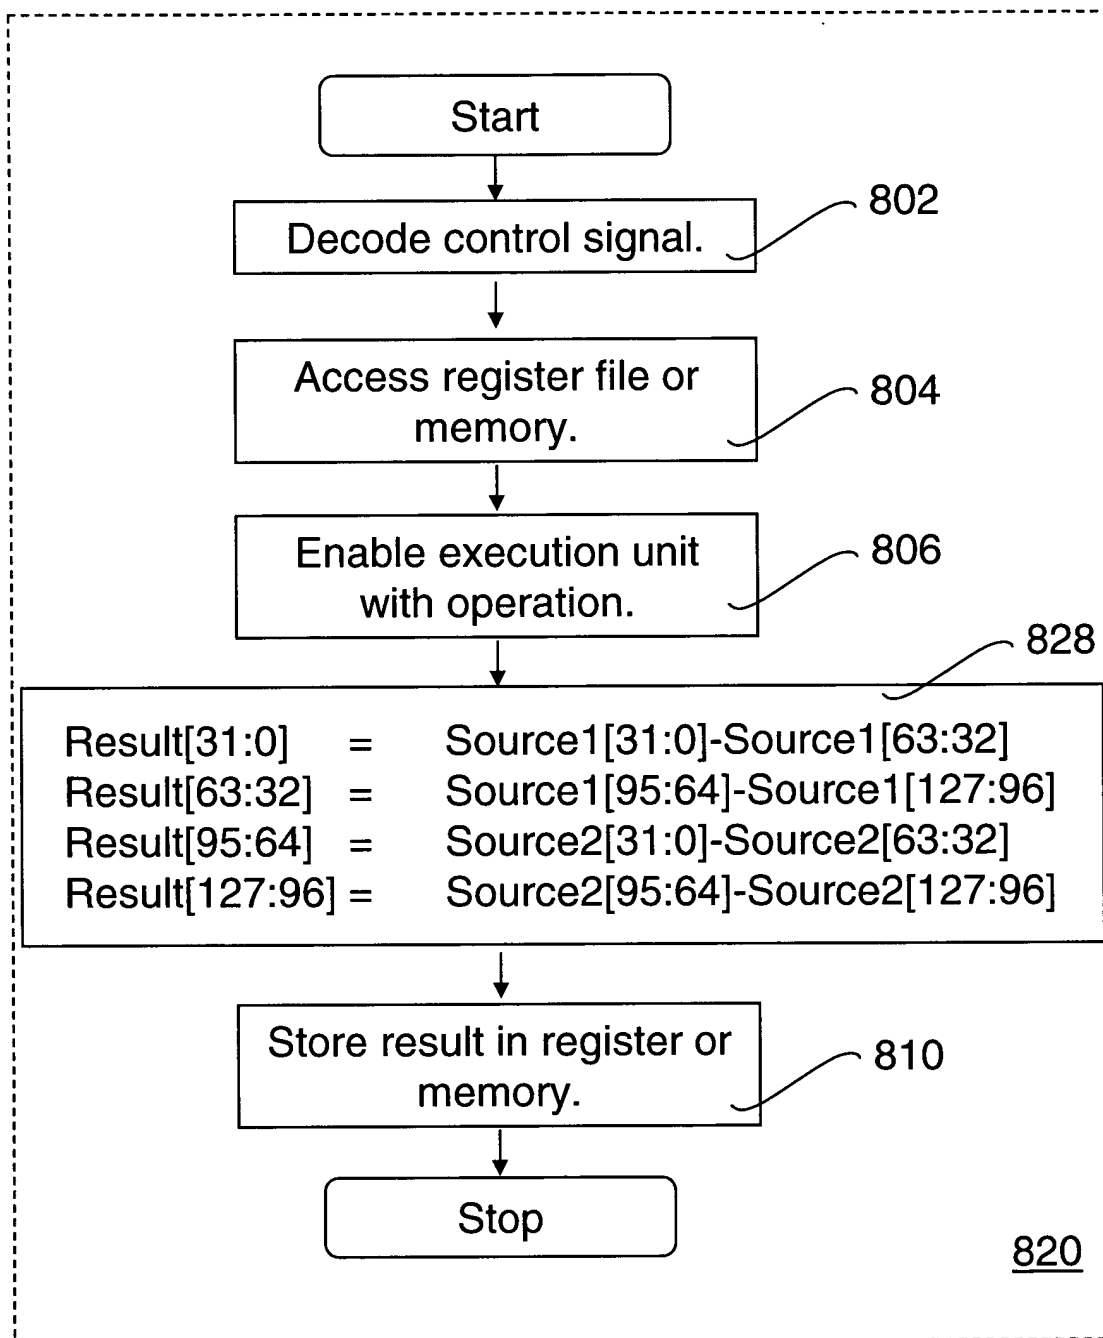 Start
802
Decode control signal.
Access register file or
memory.
804
Enable execution unit
with operation.
806
828
Result[31:0] = Source1[31:0]-Source1[63:32]
Result[63:32] = Source1[95:64]-Source1[127:96]
Result[95:64] = Source2[31:0]-Source2[63:32]
Result[127:96] = Source2[95:64]-Source2[127:96]
Store result in register or
memory.
810
Stop
820